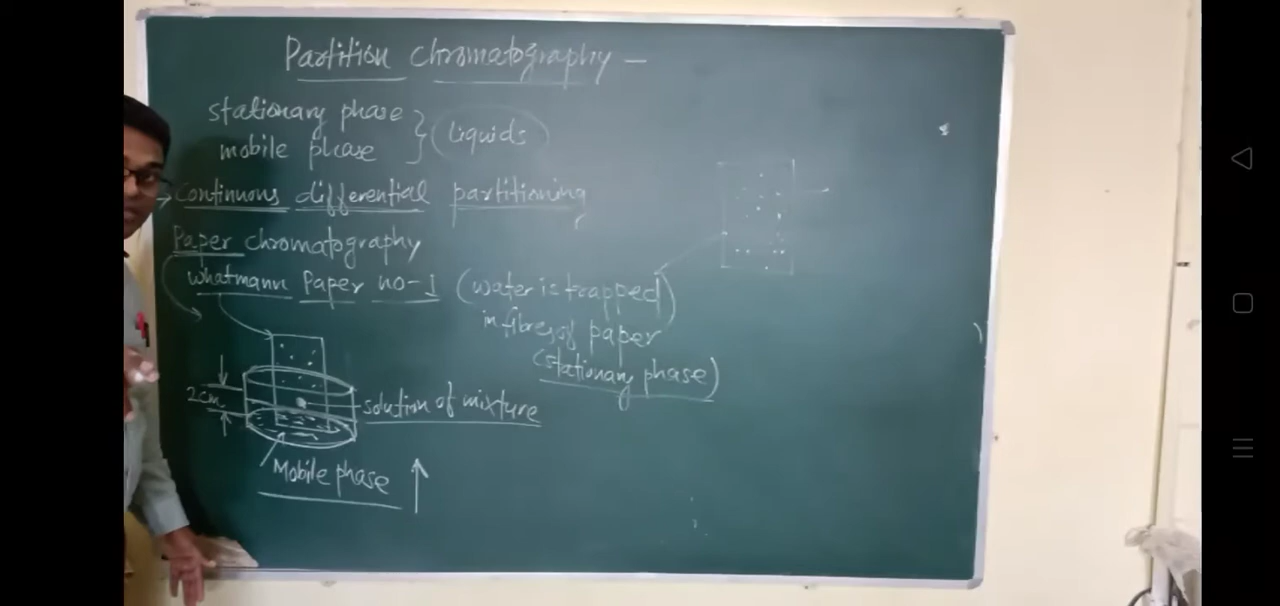 Partition chromatography –
stationary phase
mobile phase
liquids
→ continuous differential partitioning
Paper chromatography
whatmann Paper no-1 (water is trapped
in fibres of paper
(stationary phase)
2cm
solution of mixture
Mobile phase ↑